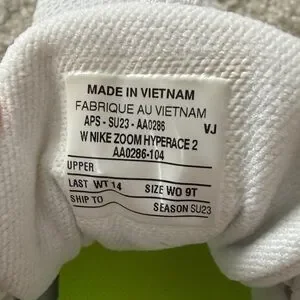 MADE IN VIETNAM
FABRIQUE AU VIETNAM
APS - SU23 - AA0286 VJ
W NIKE ZOOM HYPERACE 2
AA0286-104
UPPER
LAST WT 14 SIZE WO 9T
SHIP TO SEASON SU23